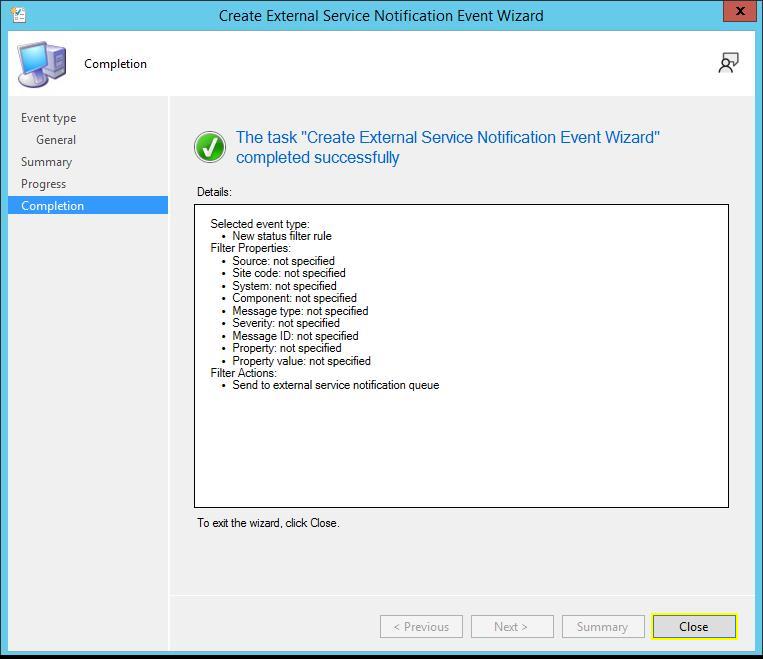 Create External Service Notification Event Wizard
X
Completion
Event type
General
Summary
Progress
Completion
The task "Create External Service Notification Event Wizard"
completed successfully
Details:
Selected event type:
• New status filter rule
Filter Properties:
• Source: not specified
• Site code: not specified
• System: not specified
• Component: not specified
• Message type: not specified
• Severity: not specified
• Message ID: not specified
• Property: not specified
• Property value: not specified
Filter Actions:
• Send to external service notification queue
To exit the wizard, click Close.
< Previous
Next >
Summary
Close